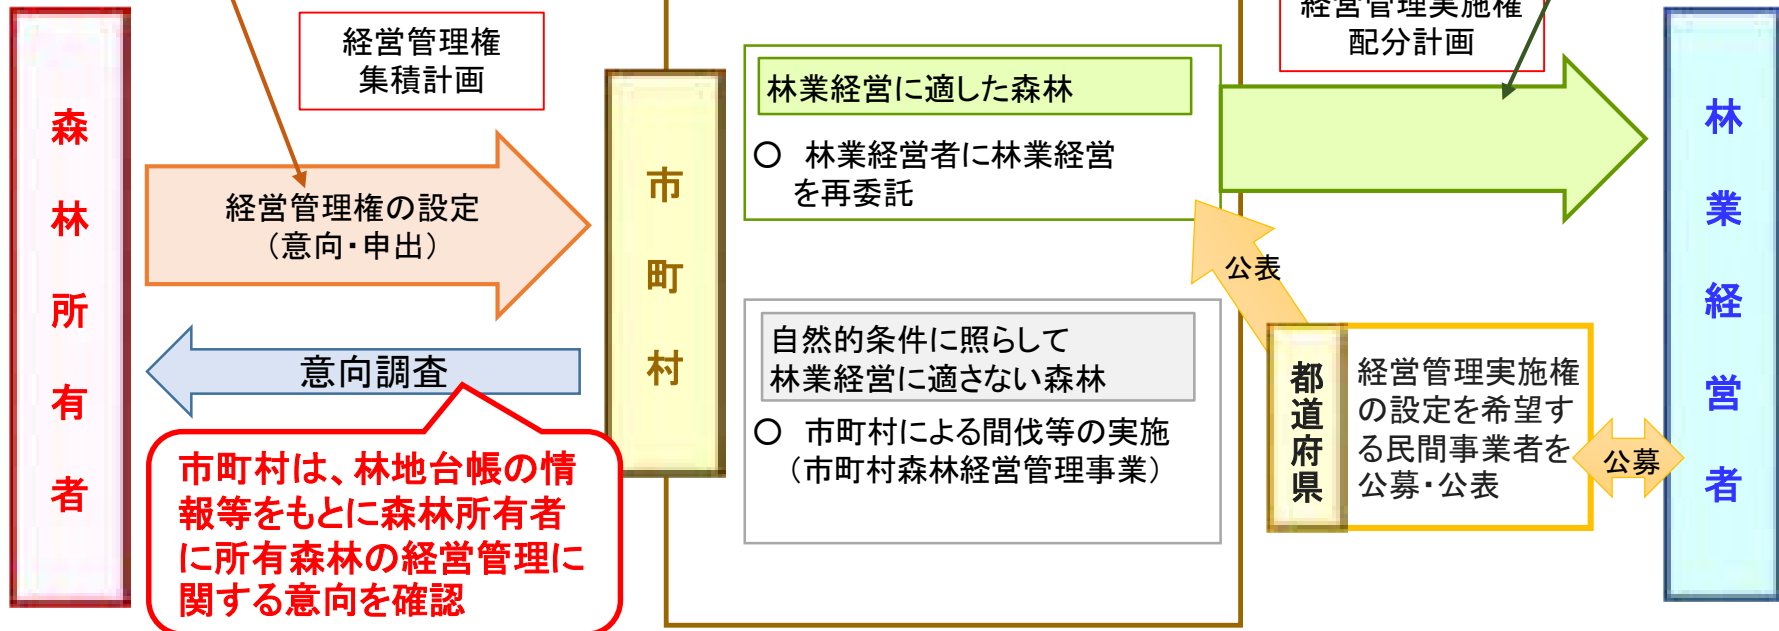 森林所有者
経営管理権
集積計画
経営管理権の設定
（意向・申出）
意向調査
市町村は、林地台帳の情
報等をもとに森林所有者
に所有森林の経営管理に
関する意向を確認
市町村
林業経営に適した森林
○　林業経営者に林業経営
を再委託
自然的条件に照らして
林業経営に適さない森林
○　市町村による間伐等の実施
（市町村森林経営管理事業）
経営管理実施権
配分計画
公表
都道府県
経営管理実施権
の設定を希望す
る民間事業者を
公募・公表
公募
林業経営者